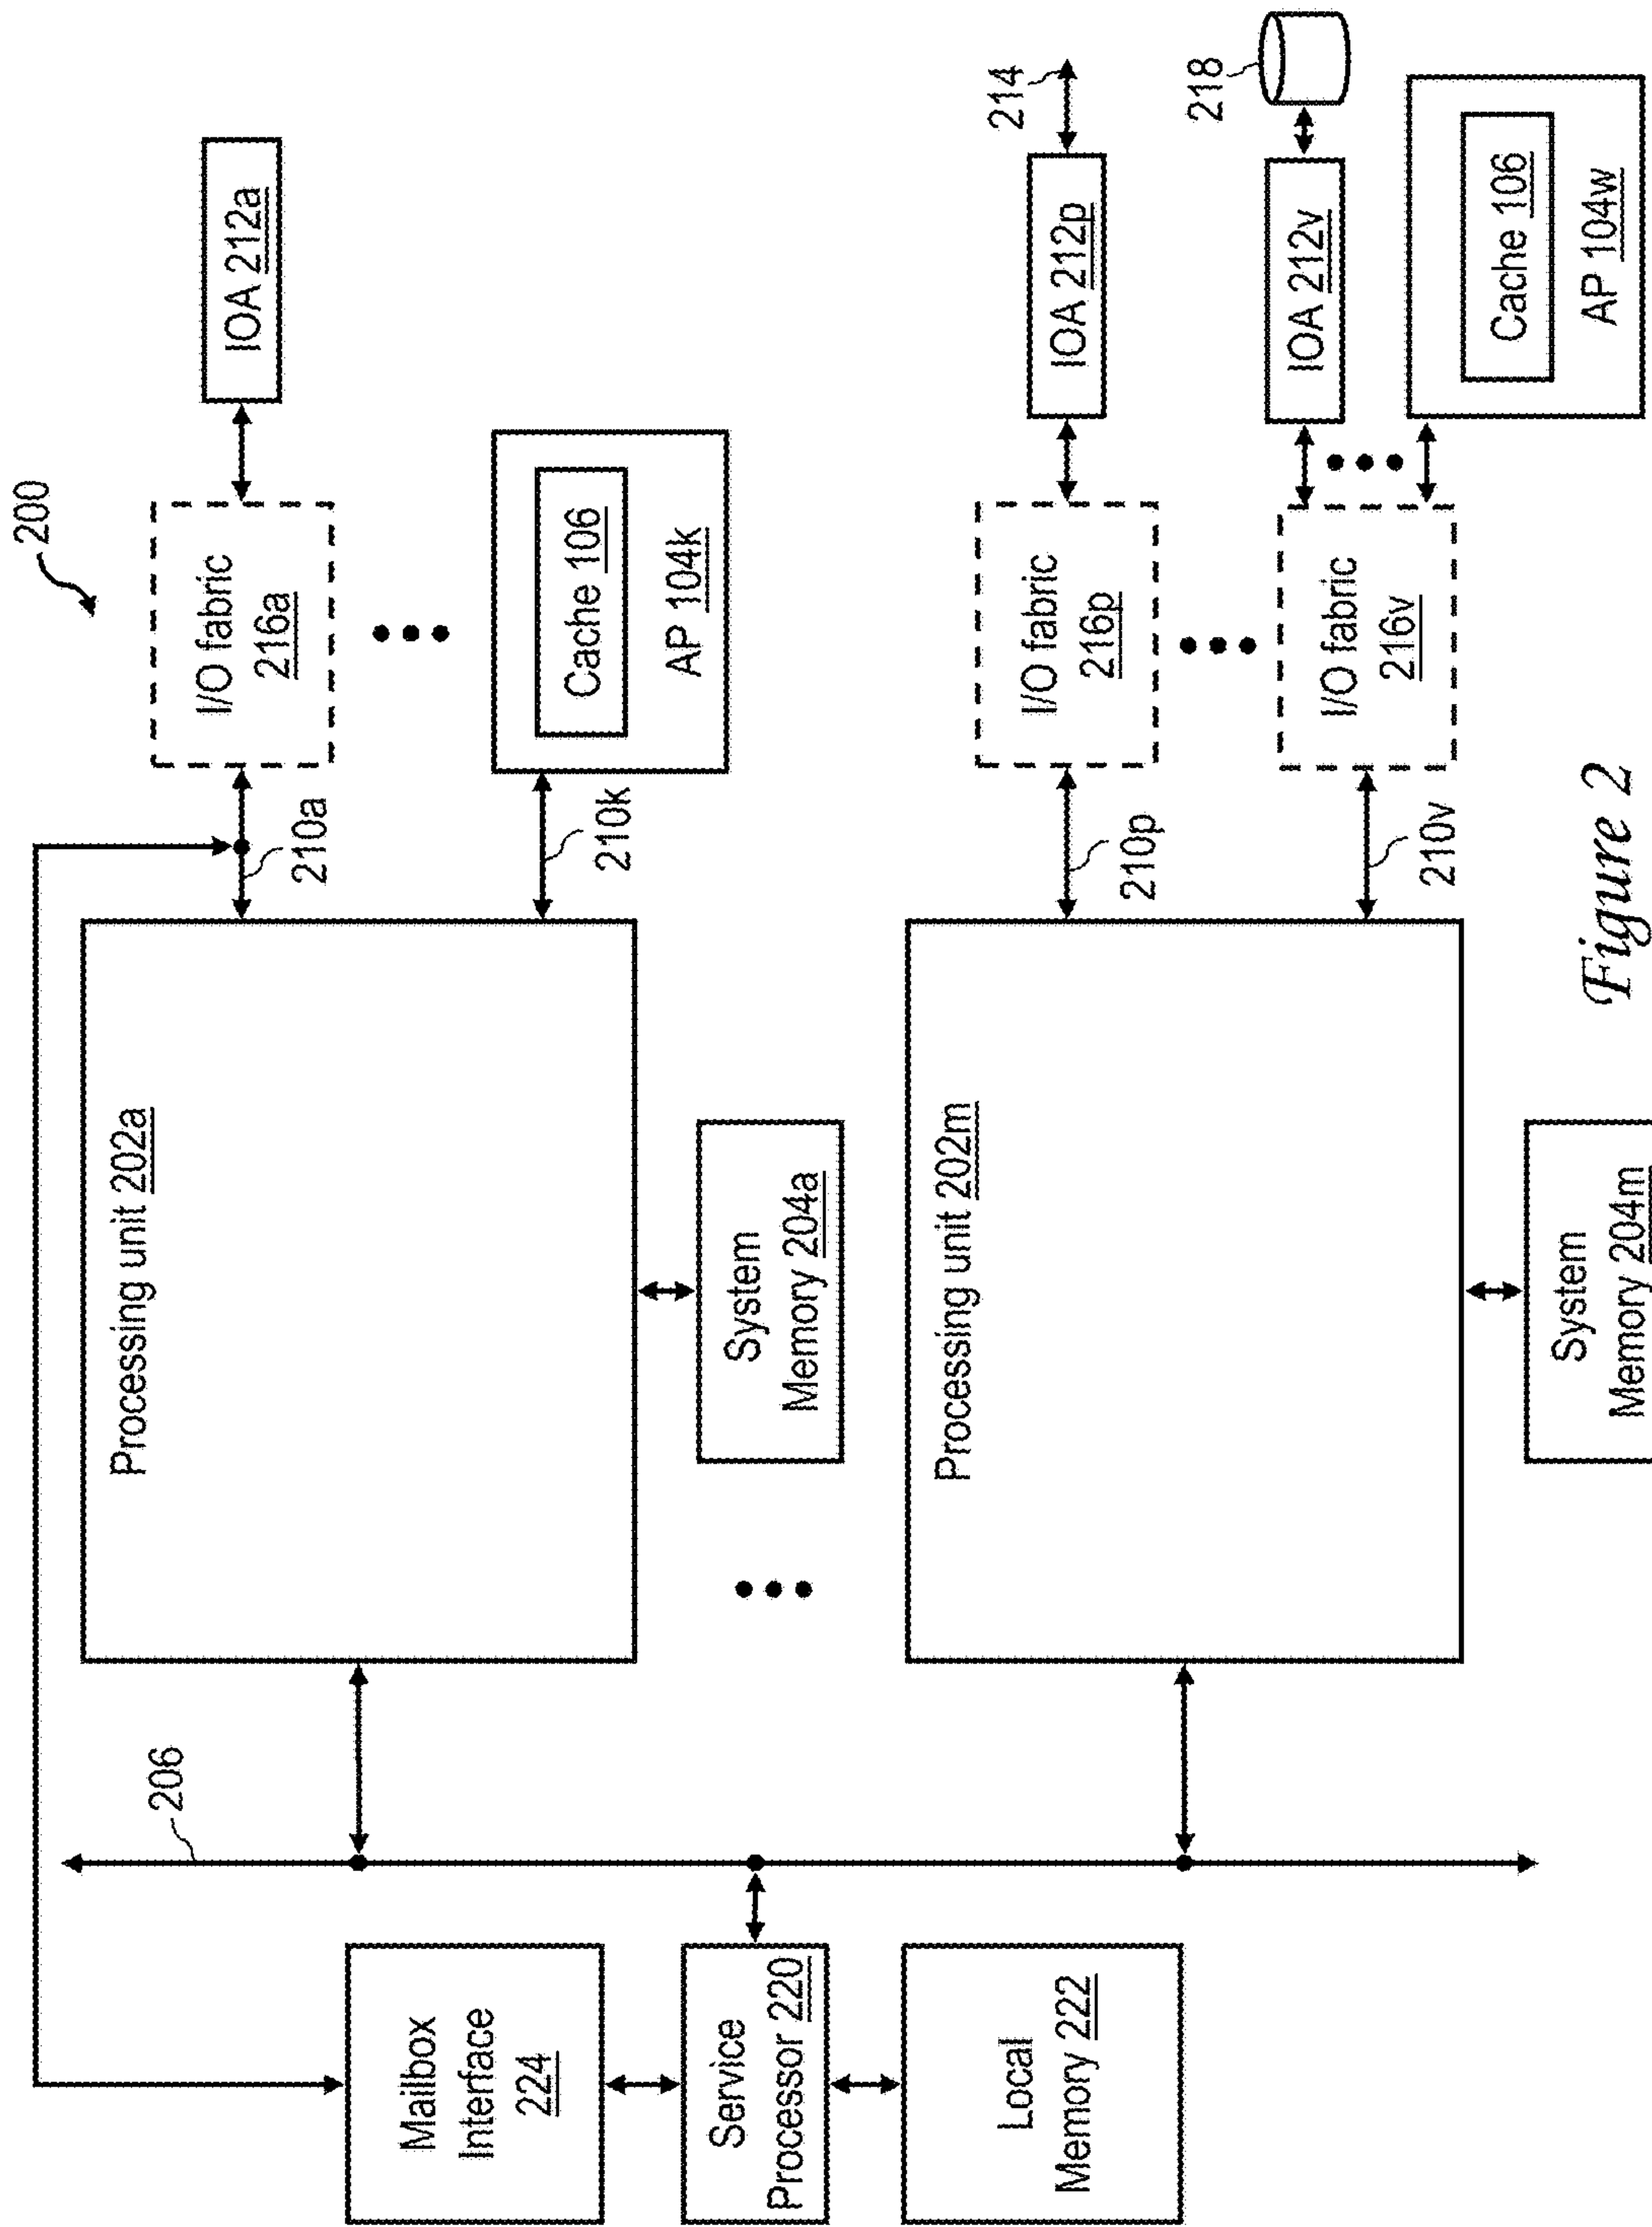 200
206
Mailbox
Interface
224
Service
Processor 220
Local
Memory 222
Processing unit 202a
System
Memory 204a
210a
210k
I/O fabric
216a
IOA 212a
Cache 106
AP 104k
Processing unit 202m
System
Memory 204m
210p
210v
I/O fabric
216p
IOA 212p
214
I/O fabric
216v
IOA 212v
218
Cache 106
AP 104w
Figure 2